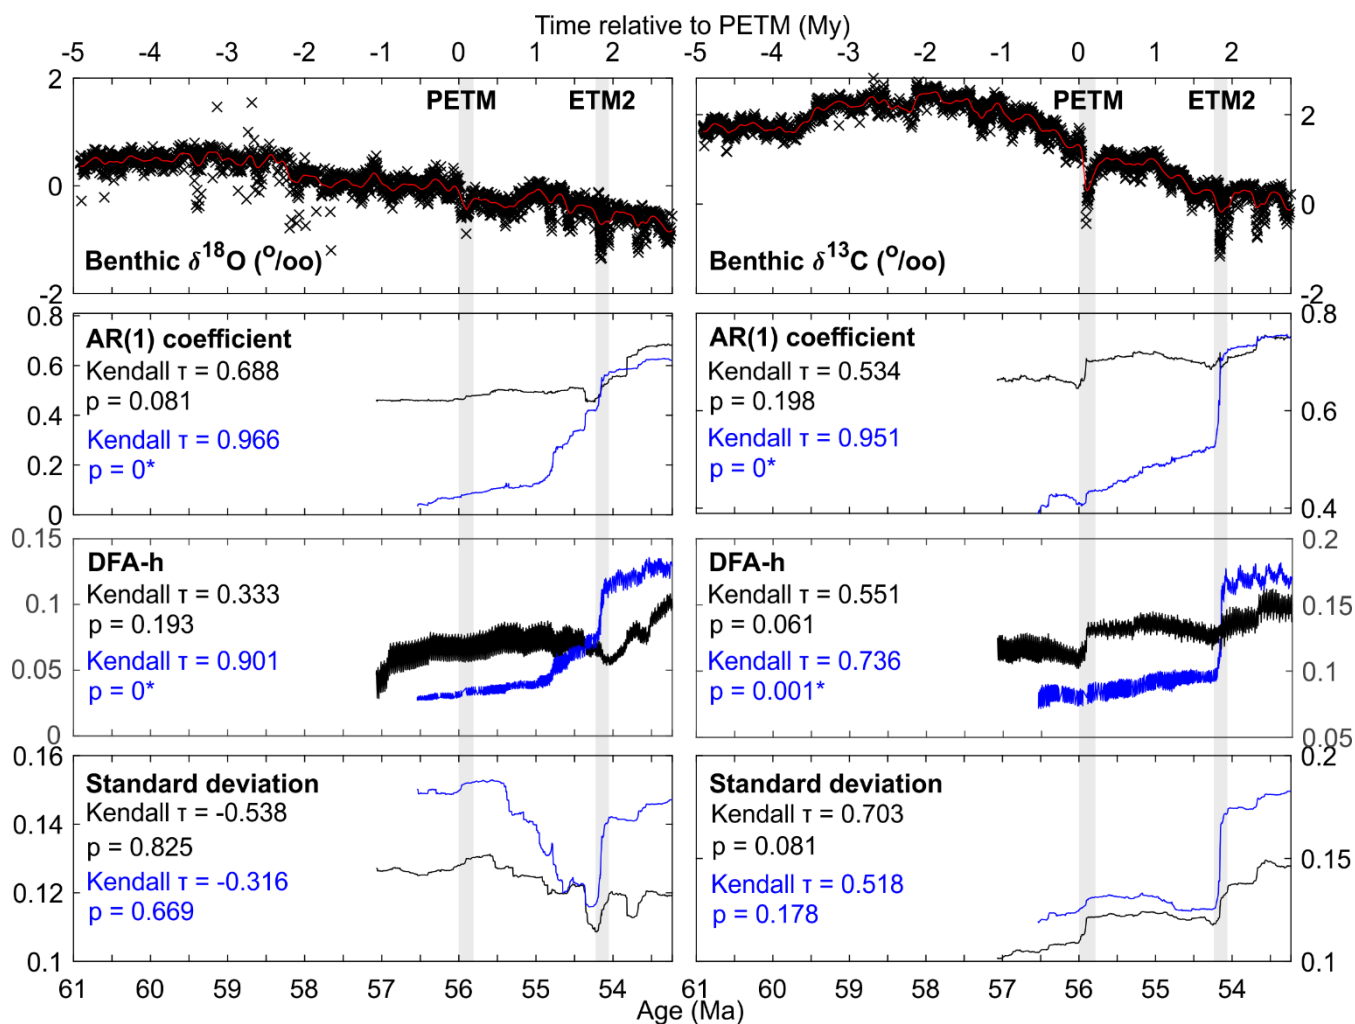 Time relative to PETM (My)
-5 -4 -3 -2 -1 0 1 2
-5 -4 -3 -2 -1 0 1 2
2
0
-2
PETM
ETM2
Benthic δ¹⁸O (º/oo)
PETM
ETM2
Benthic δ¹³C (º/oo)
2
0
-2
0.8
0.6
0.4
0.2
0
AR(1) coefficient
Kendall τ = 0.688
p = 0.081
Kendall τ = 0.966
p = 0*
AR(1) coefficient
Kendall τ = 0.534
p = 0.198
Kendall τ = 0.951
p = 0*
0.8
0.6
0.4
0.15
0.1
0.05
0
DFA-h
Kendall τ = 0.333
p = 0.193
Kendall τ = 0.901
p = 0*
DFA-h
Kendall τ = 0.551
p = 0.061
Kendall τ = 0.736
p = 0.001*
0.2
0.15
0.1
0.05
0.16
0.14
0.12
0.1
Standard deviation
Kendall τ = -0.538
p = 0.825
Kendall τ = -0.316
p = 0.669
Standard deviation
Kendall τ = 0.703
p = 0.081
Kendall τ = 0.518
p = 0.178
0.2
0.15
0.1
61 60 59 58 57 56 55 54
61 60 59 58 57 56 55 54
Age (Ma)